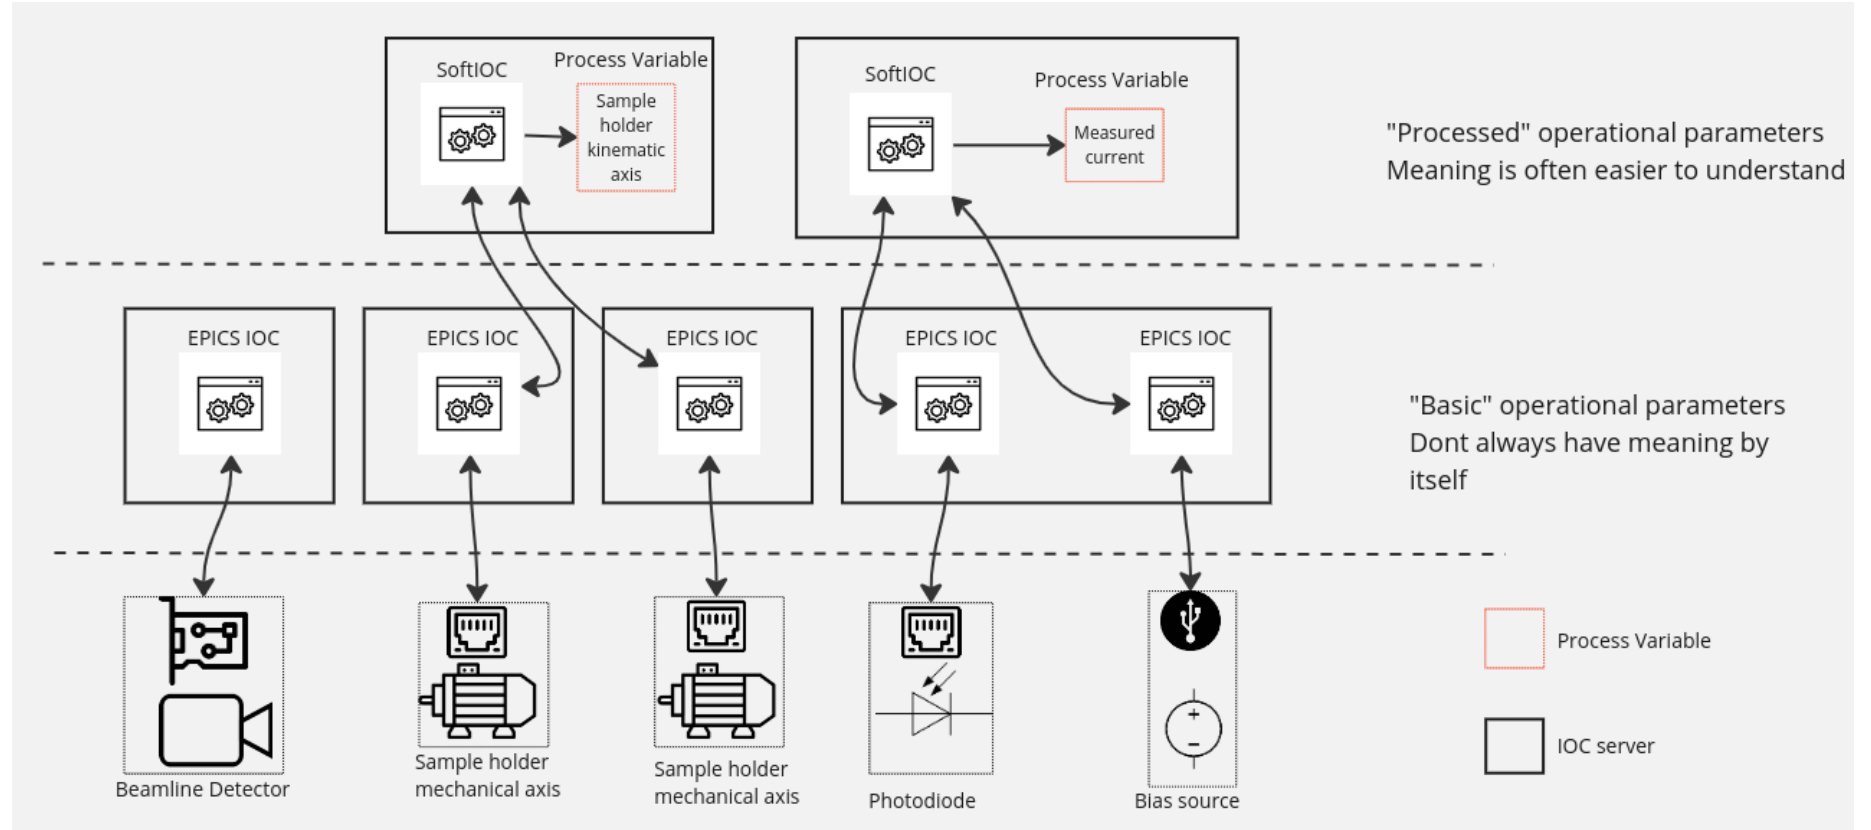 SoftIOC
Process Variable
Sample
holder
kinematic
axis
SoftIOC
Process Variable
Measured
current
"Processed" operational parameters
Meaning is often easier to understand
EPICS IOC
EPICS IOC
EPICS IOC
EPICS IOC
EPICS IOC
"Basic" operational parameters
Dont always have meaning by
itself
Beamline Detector
Sample holder
mechanical axis
Sample holder
mechanical axis
Photodiode
Bias source
Process Variable
IOC server